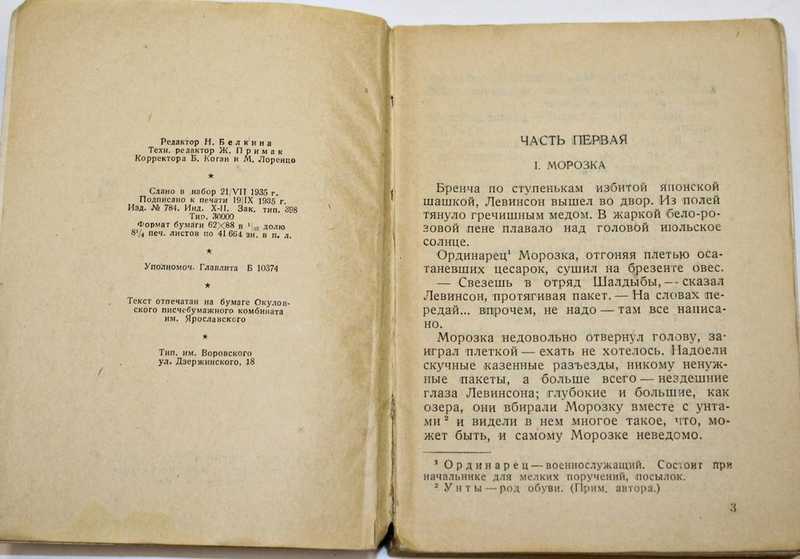 Редактор Н. Белкина
Техн. редактор Ж. Примак
Корректора Б. Коган и М. Лоренцо
*
Сдано в набор 21/VII 1935 г.
Подписано к печати 19/IX 1935 г.
Изд. № 784. Инд. Х-II. Зак. тип. 398
Тип. 30000
Формат бумаги 62×88 в долю
8¼ печ. листов по 41 664 зн. в п. л.
*
Уполномоч. Главлита Б 10374
*
Текст отпечатан на бумаге Окулов-
ского писчебумажного комбината
им. Ярославского
*
Тип. им. Воровского
ул. Дзержинского, 18
ЧАСТЬ ПЕРВАЯ
I. МОРОЗКА
Бренча по ступенькам избитой японской
шашкой, Левинсон вышел во двор. Из полей
тянуло гречишным медом. В жаркой бело-ро-
зовой пене плавало над головой июльское
солнце.
Ординарец¹ Морозка, отгоняя плетью оса-
таневших цесарок, сушил на брезенте овес.
— Свезешь в отряд Шалдыбы, — сказал
Левинсон, протягивая пакет. — На словах пе-
редай... впрочем, не надо — там все написа-
но.
Морозка недовольно отвернул голову, за-
играл плеткой — ехать не хотелось. Надоели
скучные казенные разъезды, никому ненуж-
ные пакеты, а больше всего — нездешние
глаза Левинсона; глубокие и большие, как
озера, они вбирали Морозку вместе с унта-
ми ² и видели в нем многое такое, что, мо-
жет быть, и самому Морозке неведомо.
¹ Ординарец — военнослужащий. Состоит при
начальнике для мелких поручений, посылок.
² Унты — род обуви. (Прим. автора.)
3